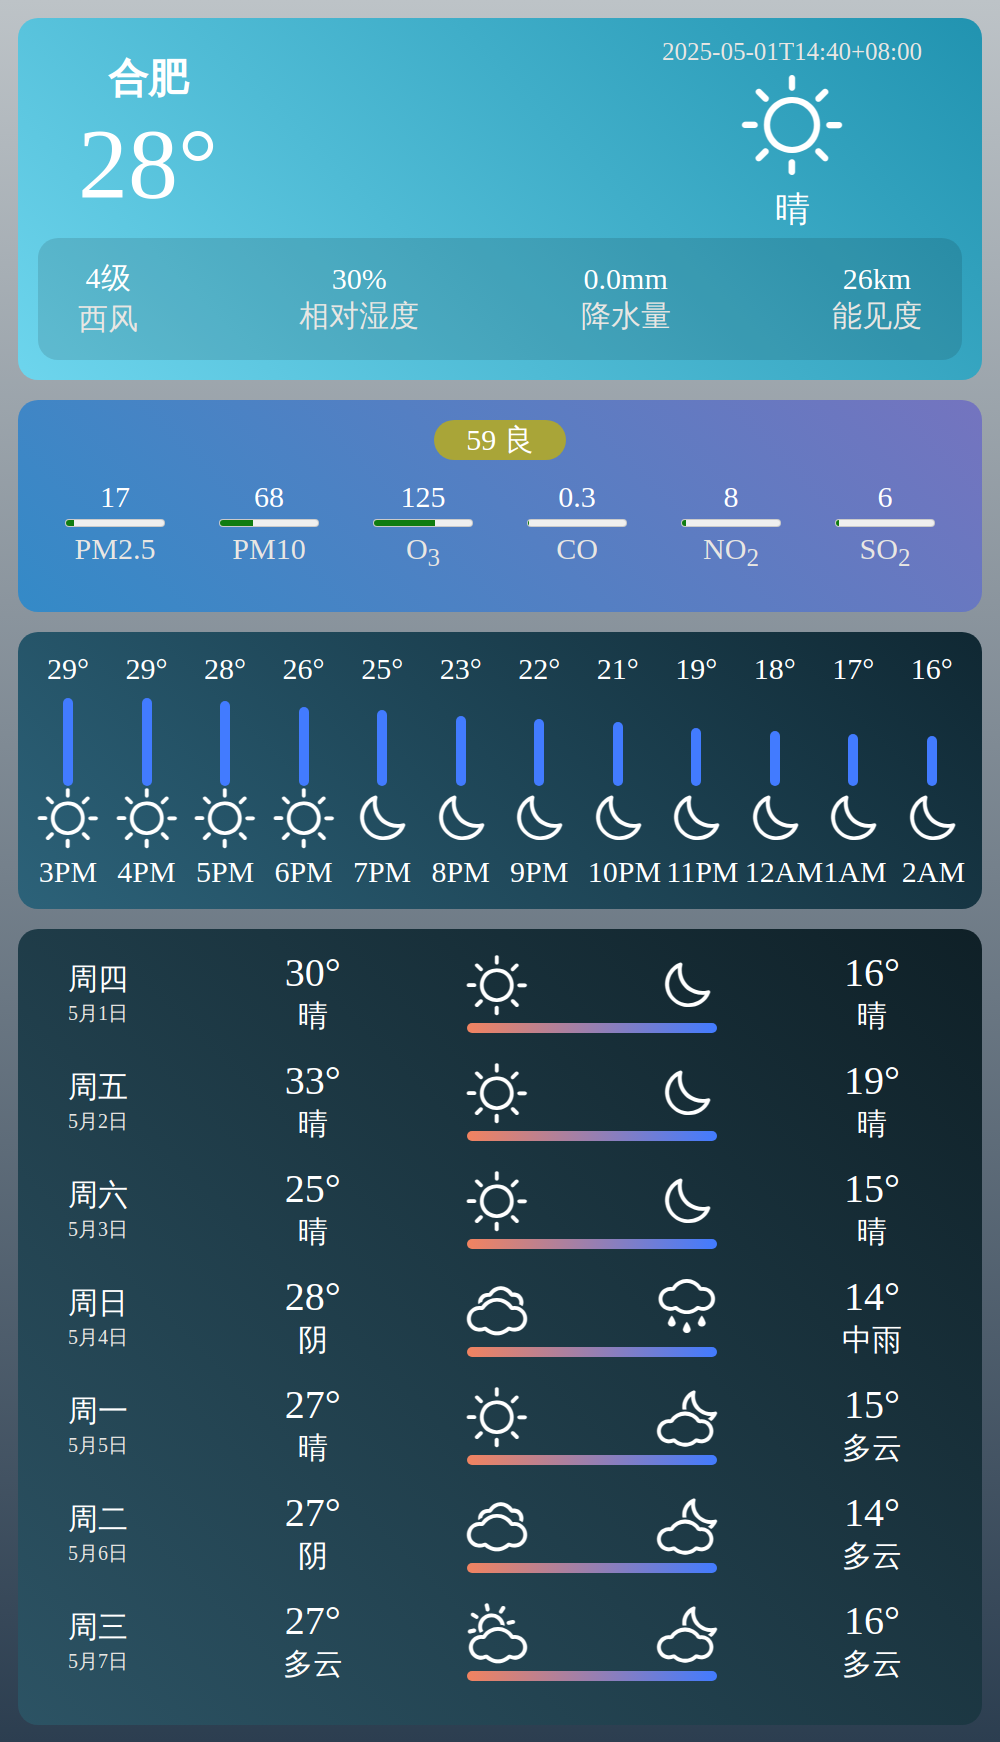 合肥
28°
2025-05-01T14:40+08:00
晴
4级 30% 0.0mm 26km
西风 相对湿度 降水量 能见度
59 良
17 68 125 0.3 8 6
PM2.5 PM10 O3 CO NO2 SO2
29° 29° 28° 26° 25° 23° 22° 21° 19° 18° 17° 16°
3PM 4PM 5PM 6PM 7PM 8PM 9PM 10PM 11PM 12AM 1AM 2AM
周四 30° 16°
5月1日 晴 晴
周五 33° 19°
5月2日 晴 晴
周六 25° 15°
5月3日 晴 晴
周日 28° 14°
5月4日 阴 中雨
周一 27° 15°
5月5日 晴 多云
周二 27° 14°
5月6日 阴 多云
周三 27° 16°
5月7日 多云 多云